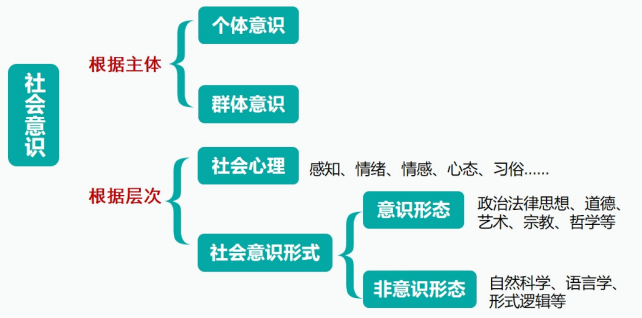 社会意识
根据主体
个体意识
群体意识
根据层次
社会心理
感知、情绪、情感、心态、习俗......
社会意识形式
意识形态
政治法律思想、道德、
艺术、宗教、哲学等
非意识形态
自然科学、语言学、
形式逻辑等